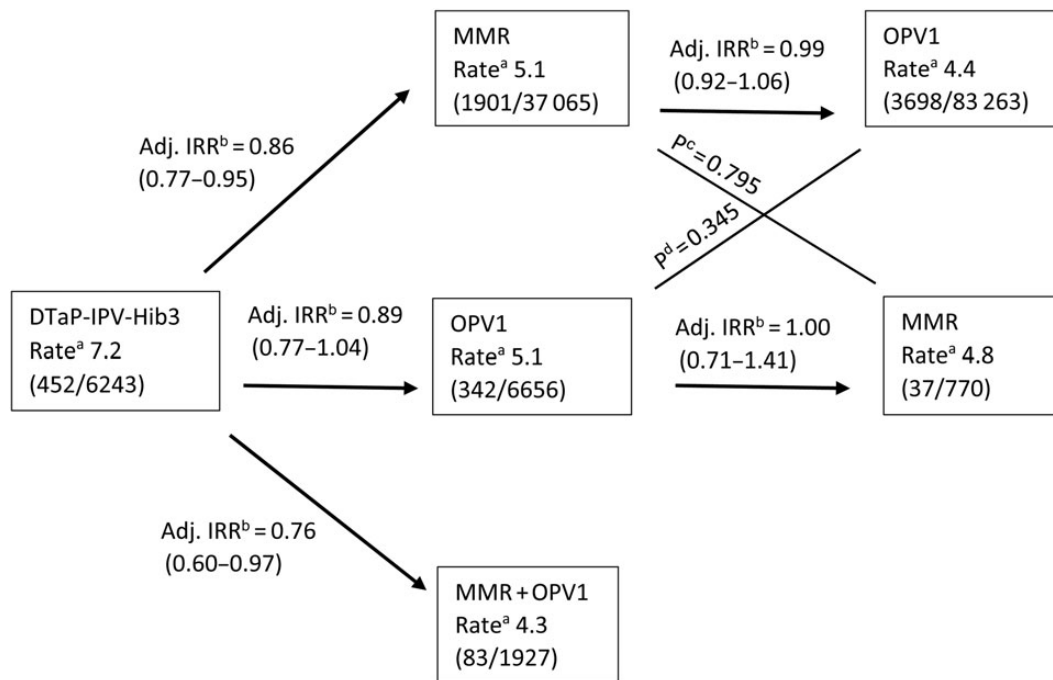 MMR
Rateᵃ 5.1
(1901/37 065)
Adj. IRRᵇ = 0.99
(0.92–1.06)
OPV1
Rateᵃ 4.4
(3698/83 263)
Adj. IRRᵇ = 0.86
(0.77–0.95)
Pᶜ = 0.795
Pᵈ = 0.345
DTaP-IPV-Hib3
Rateᵃ 7.2
(452/6243)
Adj. IRRᵇ = 0.89
(0.77–1.04)
OPV1
Rateᵃ 5.1
(342/6656)
Adj. IRRᵇ = 1.00
(0.71–1.41)
MMR
Rateᵃ 4.8
(37/770)
Adj. IRRᵇ = 0.76
(0.60–0.97)
MMR + OPV1
Rateᵃ 4.3
(83/1927)